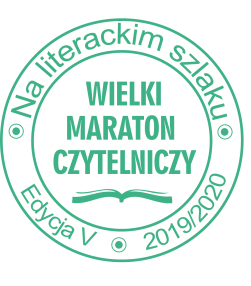 Na literackim szlaku
WIELKI
MARATON
CZYTELNICZY
Edycja V
2019/2020